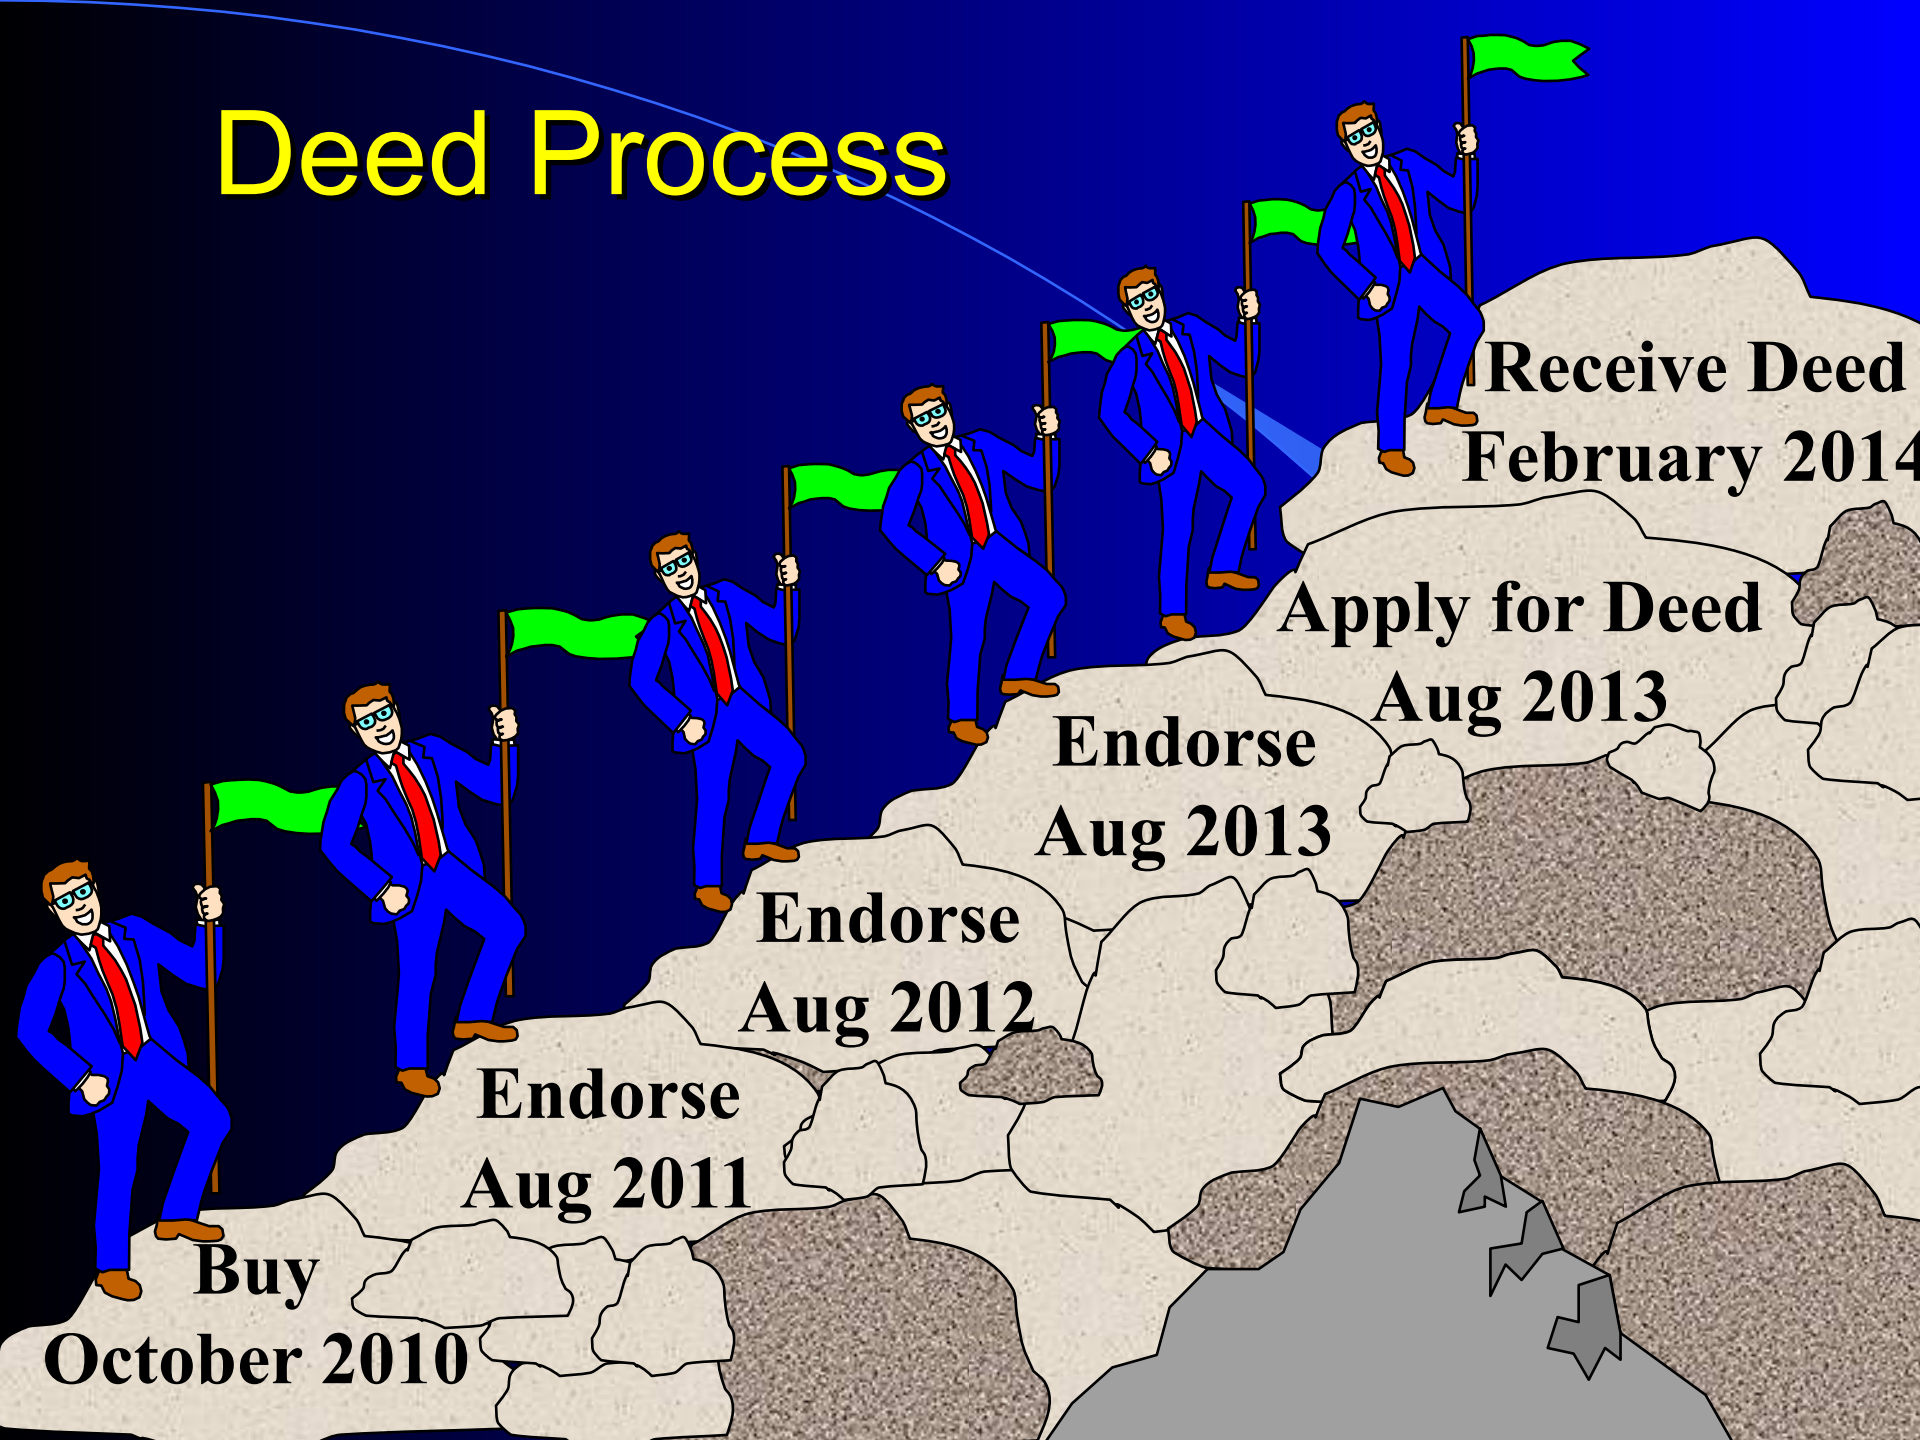 Deed Process
Receive Deed
February 2014
Apply for Deed
Aug 2013
Endorse
Aug 2013
Endorse
Aug 2012
Endorse
Aug 2011
Buy
October 2010